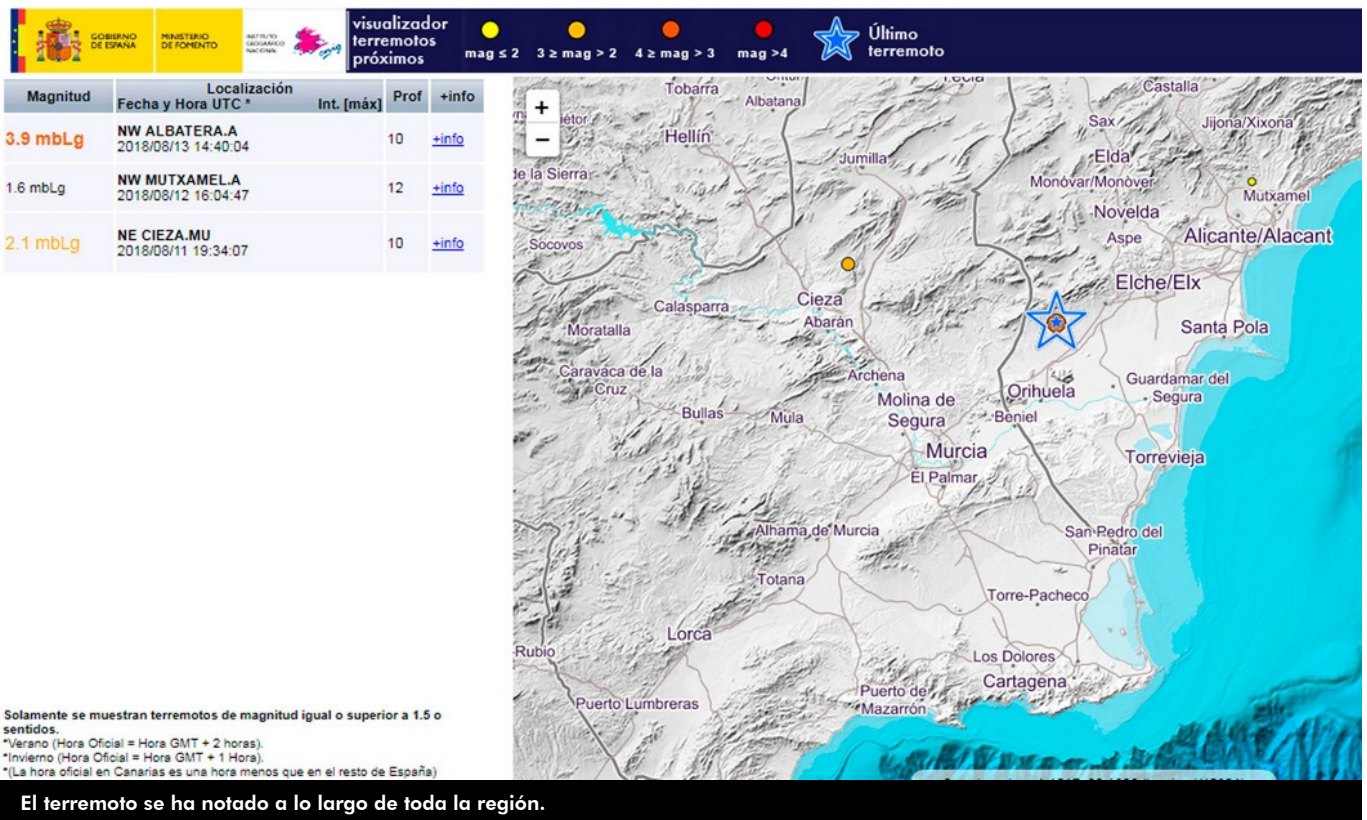 GOBIERNO
DE ESPAÑA
MINISTERIO
DE FOMENTO
INSTITUTO
GEOGRÁFICO
NACIONAL
cnig
visualizador
terremotos
próximos
mag ≤ 2
3 ≥ mag > 2
4 ≥ mag > 3
mag >4
Último
terremoto
Magnitud
Localización
Fecha y Hora UTC *
Int. [máx]
Prof
+info
3.9 mbLg
NW ALBATERA.A
2018/08/13 14:40:04
10
+info
1.6 mbLg
NW MUTXAMEL.A
2018/08/12 16:04:47
12
+info
2.1 mbLg
NE CIEZA.MU
2018/08/11 19:34:07
10
+info
Solamente se muestran terremotos de magnitud igual o superior a 1.5 o
sentidos.
*Verano (Hora Oficial = Hora GMT + 2 horas).
*Invierno (Hora Oficial = Hora GMT + 1 Hora).
*(La hora oficial en Canarias es una hora menos que en el resto de España)
+
−
Tobarra
Albatana
Yecla
Castalla
Hellín
Sax
Jijona/Xixona
Jumilla
Elda
de la Sierra
Monóvar/Monòver
Mutxamel
Novelda
Socovos
Aspe
Alicante/Alacant
Elche/Elx
Cieza
Calasparra
Abarán
Santa Pola
Moratalla
Caravaca de la
Cruz
Archena
Guardamar del
Segura
Orihuela
Molina de
Segura
Bullas
Mula
Beniel
Murcia
Torrevieja
El Palmar
Alhama de Murcia
San Pedro del
Pinatar
Totana
Torre-Pacheco
Lorca
Rubio
Los Dolores
Cartagena
Puerto de
Mazarrón
Puerto Lumbreras
El terremoto se ha notado a lo largo de toda la región.